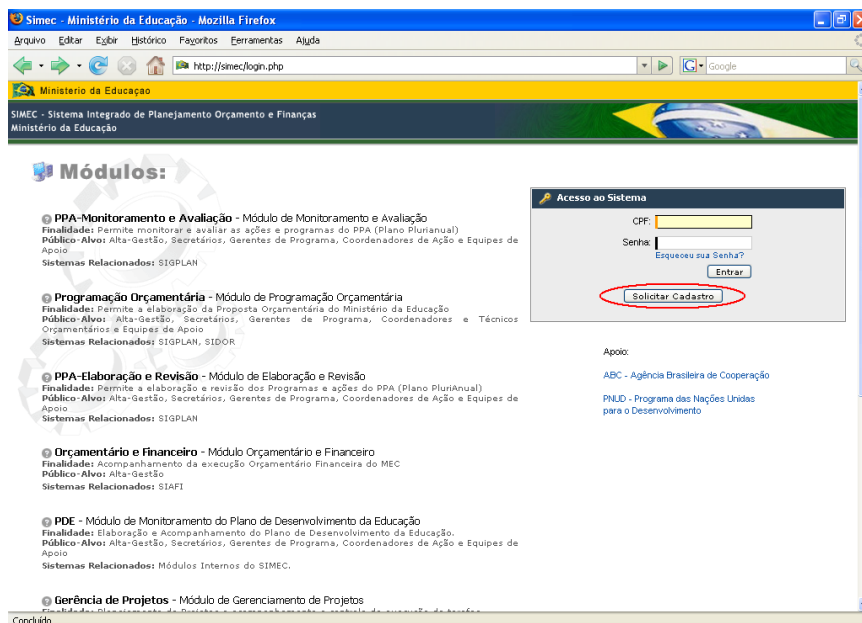 Simec - Ministério da Educação - Mozilla Firefox
Arquivo Editar Exibir Histórico Favoritos Ferramentas Ajuda
http://simec/login.php
Google
Ministerio da Educaçao
SIMEC - Sistema Integrado de Planejamento Orçamento e Finanças
Ministério da Educação
Módulos:
PPA-Monitoramento e Avaliação - Módulo de Monitoramento e Avaliação
Finalidade: Permite monitorar e avaliar as ações e programas do PPA (Plano Plurianual)
Público-Alvo: Alta-Gestão, Secretários, Gerentes de Programa, Coordenadores de Ação e Equipes de
Apoio
Sistemas Relacionados: SIGPLAN
Programação Orçamentária - Módulo de Programação Orçamentária
Finalidade: Permite a elaboração da Proposta Orçamentária do Ministério da Educação
Público-Alvo: Alta-Gestão, Secretários, Gerentes de Programa, Coordenadores e Técnicos
Orçamentários e Equipes de Apoio
Sistemas Relacionados: SIGPLAN, SIDOR
PPA-Elaboração e Revisão - Módulo de Elaboração e Revisão
Finalidade: Permite a elaboração e revisão dos Programas e ações do PPA (Plano PluriAnual)
Público-Alvo: Alta-Gestão, Secretários, Gerentes de Programa, Coordenadores de Ação e Equipes de
Apoio
Sistemas Relacionados: SIGPLAN
Orçamentário e Financeiro - Módulo Orçamentário e Financeiro
Finalidade: Acompanhamento da execução Orçamentário Financeira do MEC
Público-Alvo: Alta-Gestão
Sistemas Relacionados: SIAFI
PDE - Módulo de Monitoramento do Plano de Desenvolvimento da Educação
Finalidade: Elaboração e Acompanhamento do Plano de Desenvolvimento da Educação.
Público-Alvo: Alta-Gestão, Secretários, Gerentes de Programa, Coordenadores de Ação e Equipes de
Apoio
Sistemas Relacionados: Módulos Internos do SIMEC.
Gerência de Projetos - Módulo de Gerenciamento de Projetos
Finalidade: Planejamento de Projetos e acompanhamento e controle de execução de tarefas
Acesso ao Sistema
CPF:
Senha:
Esqueceu sua Senha?
Entrar
Solicitar Cadastro
Apoio:
ABC - Agência Brasileira de Cooperação
PNUD - Programa das Nações Unidas
para o Desenvolvimento
Concluído